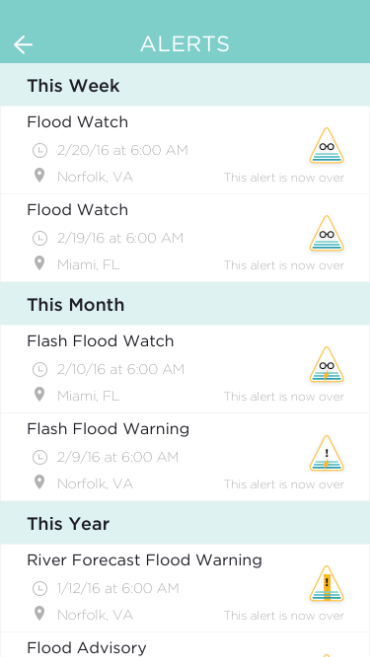 ALERTS
This Week
Flood Watch
2/20/16 at 6:00 AM
Norfolk, VA
This alert is now over
Flood Watch
2/19/16 at 6:00 AM
Miami, FL
This alert is now over
This Month
Flash Flood Watch
2/10/16 at 6:00 AM
Miami, FL
This alert is now over
Flash Flood Warning
2/9/16 at 6:00 AM
Norfolk, VA
This alert is now over
This Year
River Forecast Flood Warning
1/12/16 at 6:00 AM
Norfolk, VA
This alert is now over
Flood Advisory